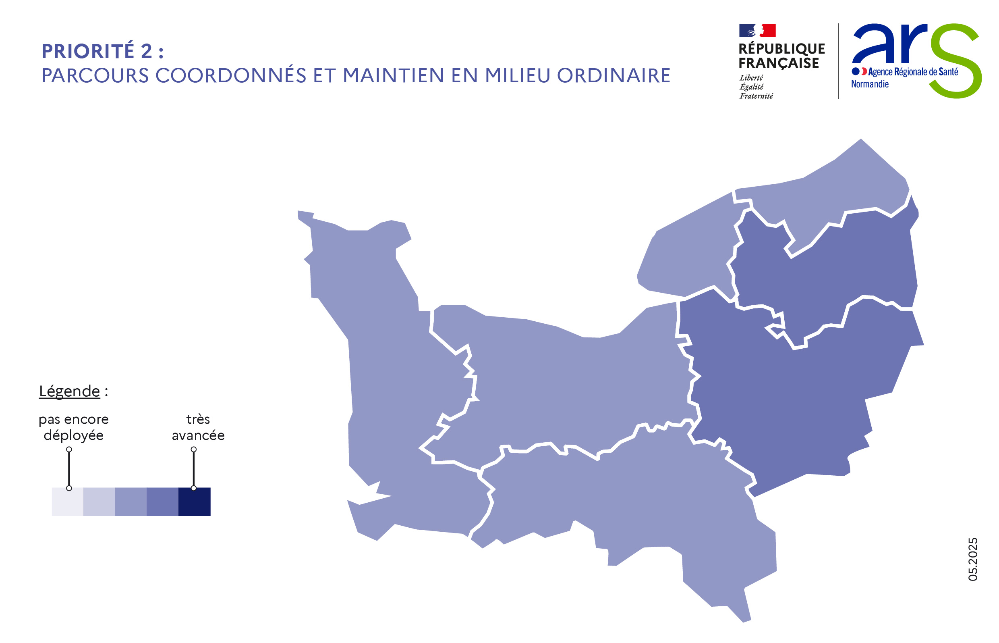 PRIORITÉ 2 :
PARCOURS COORDONNÉS ET MAINTIEN EN MILIEU ORDINAIRE
RÉPUBLIQUE
FRANÇAISE
Liberté
Égalité
Fraternité
ars
Agence Régionale de Santé
Normandie
Légende :
pas encore
déployée
très
avancée
05.2025